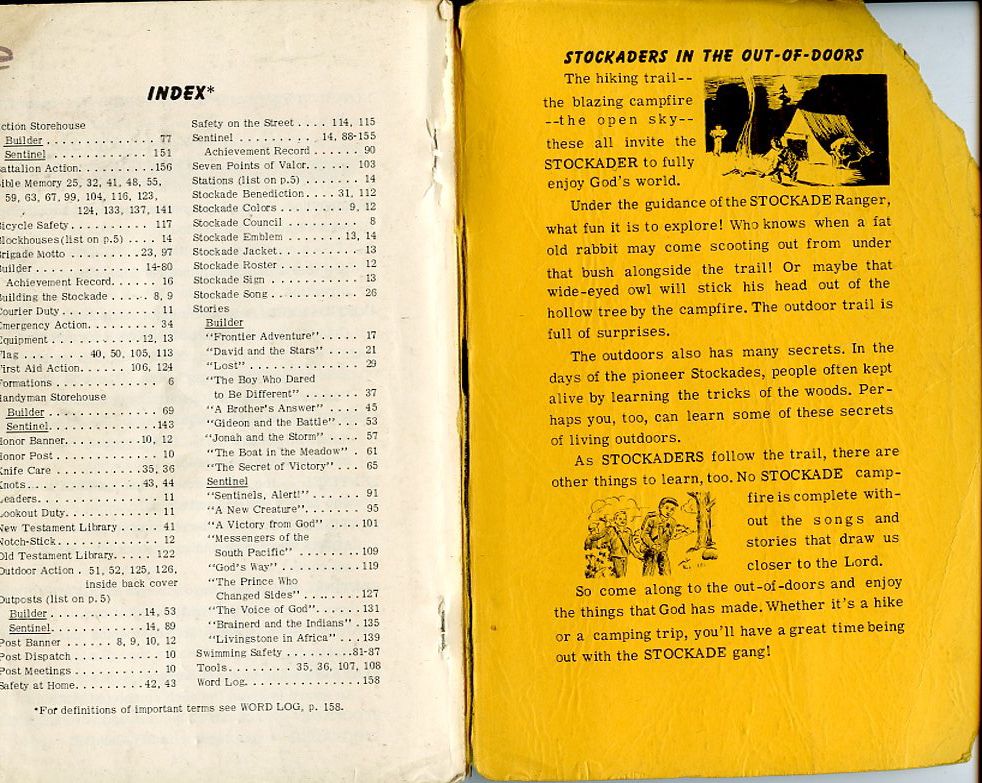 INDEX*
ction Storehouse
Builder . . . . . . . . . . . . . . . 77
Sentinel . . . . . . . . . . . . . . 151
attalion Action. . . . . . . . . . .156
ible Memory 25, 32, 41, 48, 55,
59, 63, 67, 99, 104, 116, 123,
124, 133, 137, 141
icycle Safety. . . . . . . . . . . . 117
lockhouses(list on p.5) . . . . 14
rigade Motto . . . . . . . . .23, 97
uilder . . . . . . . . . . . . . . 14-80
Achievement Record. . . . . . 16
uilding the Stockade . . . . . 8, 9
ourier Duty . . . . . . . . . . . . 11
mergency Action. . . . . . . . . 34
quipment . . . . . . . . . . . 12, 13
lag . . . . . . . 40, 50, 105, 113
irst Aid Action. . . . . . 106, 124
ormations . . . . . . . . . . . . . 6
andyman Storehouse
Builder . . . . . . . . . . . . . . 69
Sentinel. . . . . . . . . . . . . .143
onor Banner. . . . . . . . . .10, 12
onor Post . . . . . . . . . . . . . 10
nife Care . . . . . . . . . . .35, 36
nots. . . . . . . . . . . . . . .43, 44
eaders. . . . . . . . . . . . . . . 11
ookout Duty. . . . . . . . . . . . 11
New Testament Library . . . . . 41
Notch-Stick. . . . . . . . . . . . . 12
Old Testament Library. . . . . 122
Outdoor Action . 51, 52, 125, 126,
inside back cover
Outposts (list on p.5)
Builder . . . . . . . . . . . .14, 53
Sentinel. . . . . . . . . . . .14, 89
Post Banner . . . . . 8, 9, 10, 12
Post Dispatch . . . . . . . . . . . 10
Post Meetings . . . . . . . . . . . 10
Safety at Home. . . . . . . . .42, 43
Safety on the Street . . . . 114, 115
Sentinel . . . . . . . . . . 14, 88-155
Achievement Record . . . . . . 90
Seven Points of Valor. . . . . . 103
Stations (list on p.5) . . . . . . . 14
Stockade Benediction. . . . 31, 112
Stockade Colors . . . . . . . . 9, 12
Stockade Council . . . . . . . . . 8
Stockade Emblem . . . . . . 13, 14
Stockade Jacket. . . . . . . . . . 13
Stockade Roster . . . . . . . . . . 12
Stockade Sign . . . . . . . . . . . 13
Stockade Song . . . . . . . . . . . 26
Stories
Builder
"Frontier Adventure". . . . . 17
"David and the Stars" . . . . 21
"Lost" . . . . . . . . . . . . . . 29
"The Boy Who Dared
to Be Different" . . . . . . . . 37
"A Brother's Answer" . . . . 45
"Gideon and the Battle". . . 53
"Jonah and the Storm" . . . . 57
"The Boat in the Meadow" . 61
"The Secret of Victory" . . . 65
Sentinel
"Sentinels, Alert!" . . . . . . 91
"A New Creature". . . . . . . 95
"A Victory from God" . . . .101
"Messengers of the
South Pacific" . . . . . . . . 109
"God's Way" . . . . . . . . . 119
"The Prince Who
Changed Sides" . . . . . . . 127
"The Voice of God". . . . . .131
"Brainerd and the Indians" . 135
"Livingstone in Africa" . . .139
Swimming Safety . . . . . . . .81-87
Tools. . . . . . . . 35, 36, 107, 108
Word Log. . . . . . . . . . . . . . .158
*For definitions of important terms see WORD LOG, p. 158.
STOCKADERS IN THE OUT-OF-DOORS
The hiking trail--
the blazing campfire
--the open sky--
these all invite the
STOCKADER to fully
enjoy God's world.
Under the guidance of the STOCKADE Ranger,
what fun it is to explore! Who knows when a fat
old rabbit may come scooting out from under
that bush alongside the trail! Or maybe that
wide-eyed owl will stick his head out of the
hollow tree by the campfire. The outdoor trail is
full of surprises.
The outdoors also has many secrets. In the
days of the pioneer Stockades, people often kept
alive by learning the tricks of the woods. Per-
haps you, too, can learn some of these secrets
of living outdoors.
As STOCKADERS follow the trail, there are
other things to learn, too. No STOCKADE camp-
fire is complete with-
out the songs and
stories that draw us
closer to the Lord.
So come along to the out-of-doors and enjoy
the things that God has made. Whether it's a hike
or a camping trip, you'll have a great time being
out with the STOCKADE gang!